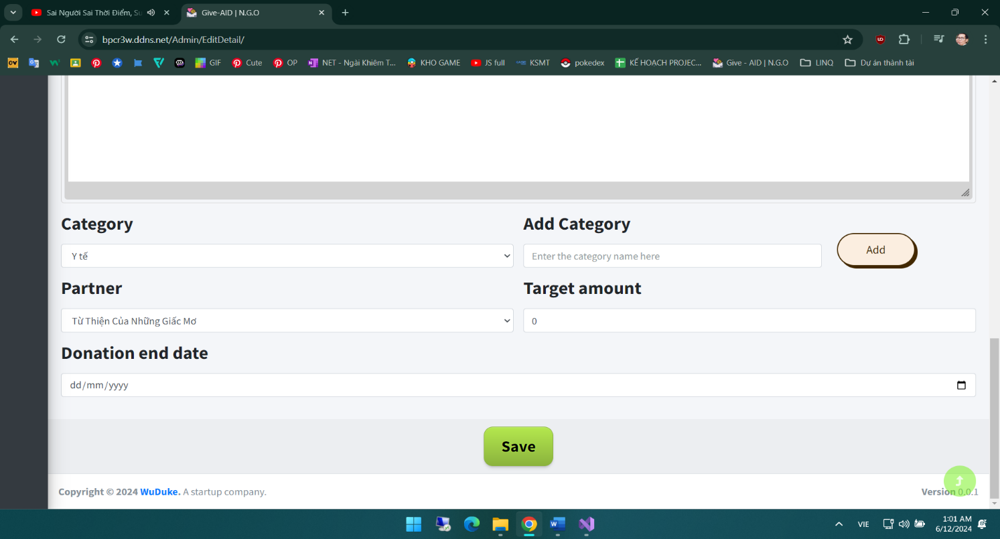 Sai Người Sai Thời Điểm, Su
Give-AID | N.G.O
bpcr3w.ddns.net/Admin/EditDetail/
GIF
Cute
OP
NET - Ngài Khiêm T...
KHO GAME
JS full
KSMT
pokedex
KẾ HOẠCH PROJEC...
Give - AID | N.G.O
LINQ
Dự án thành tài
Category
Add Category
Y tế
Enter the category name here
Add
Partner
Target amount
Từ Thiện Của Những Giấc Mơ
0
Donation end date
dd/mm/yyyy
Save
Copyright © 2024 WuDuke. A startup company.
Version 0.0.1
VIE
1:01 AM
6/12/2024